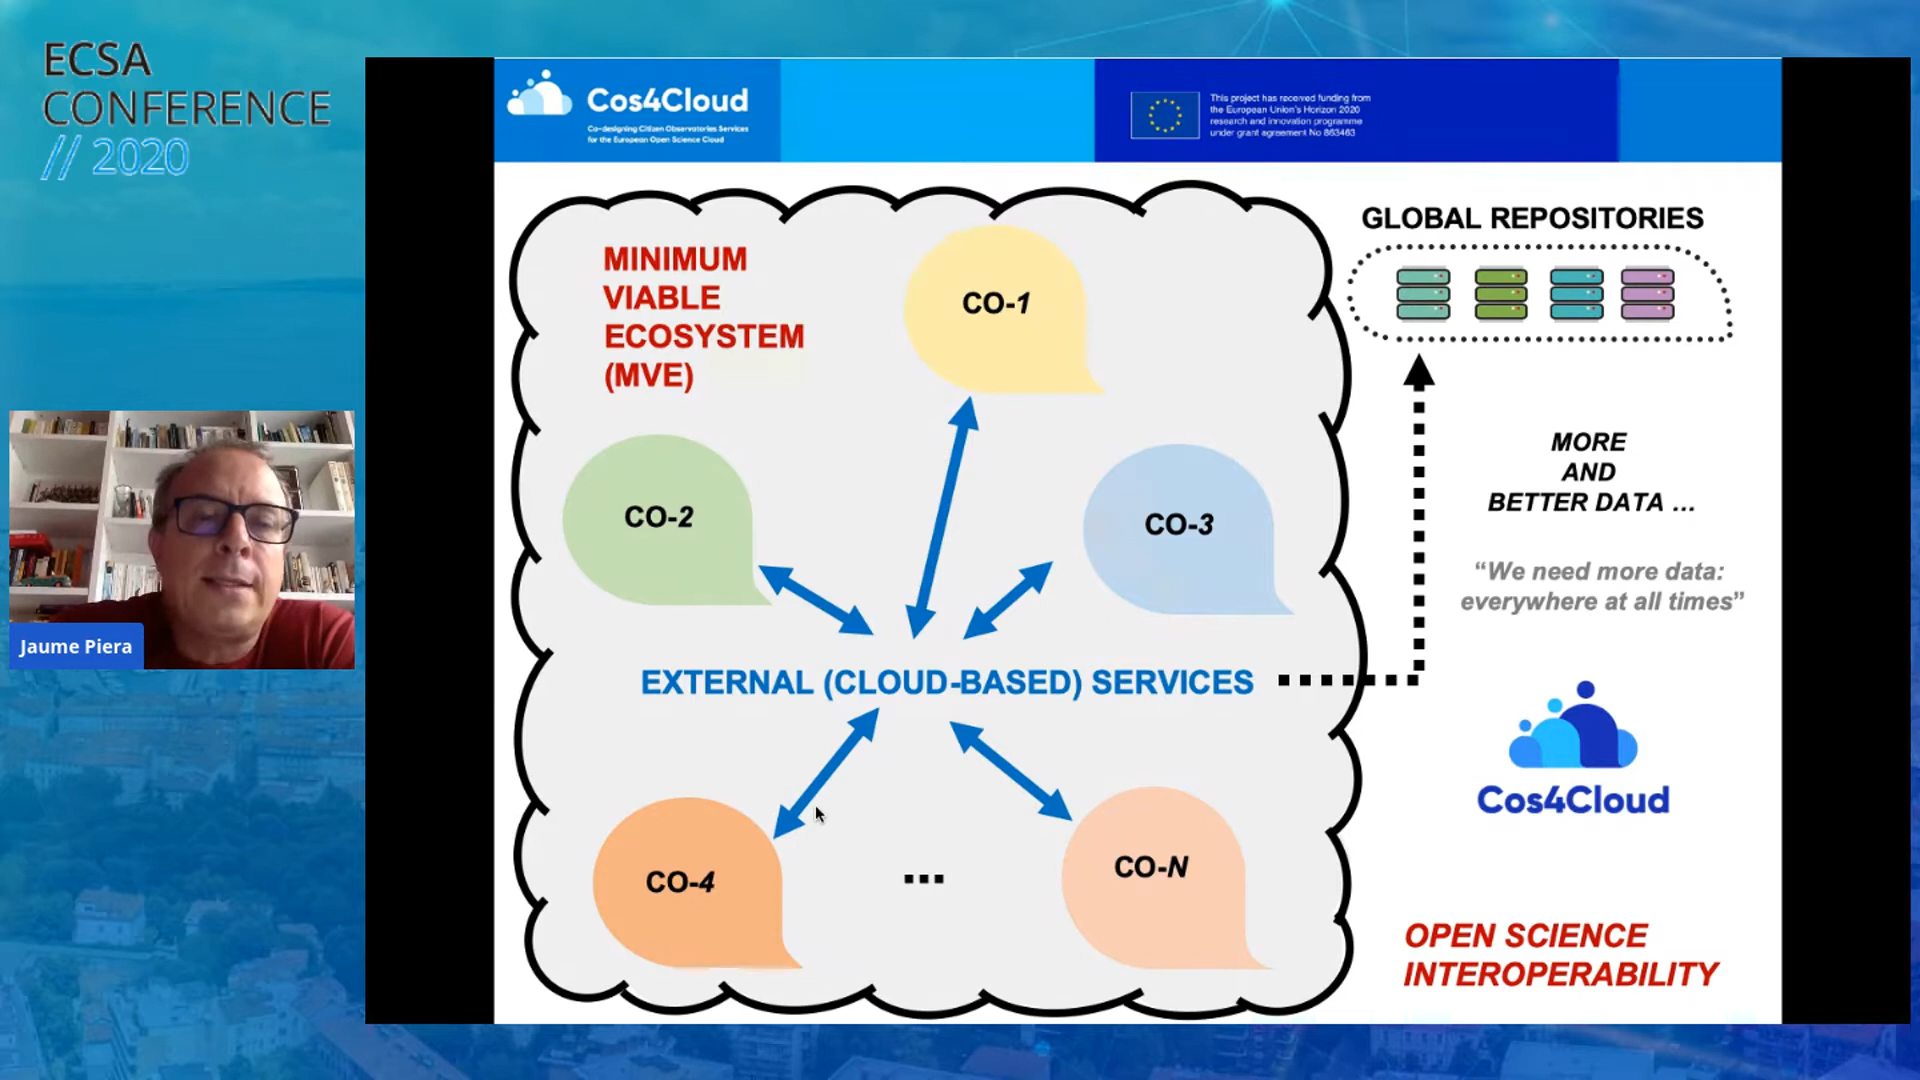 ECSA
CONFERENCE
// 2020
Jaume Piera
Cos4Cloud
Co-designing Citizen Observatories Services
for the European Open Science Cloud
This project has received funding from
the European Union's Horizon 2020
research and innovation programme
under grant agreement No 863463
MINIMUM
VIABLE
ECOSYSTEM
(MVE)
CO-1
CO-2
CO-3
EXTERNAL (CLOUD-BASED) SERVICES
CO-4
...
CO-N
GLOBAL REPOSITORIES
MORE
AND
BETTER DATA ...
“We need more data:
everywhere at all times”
Cos4Cloud
OPEN SCIENCE
INTEROPERABILITY